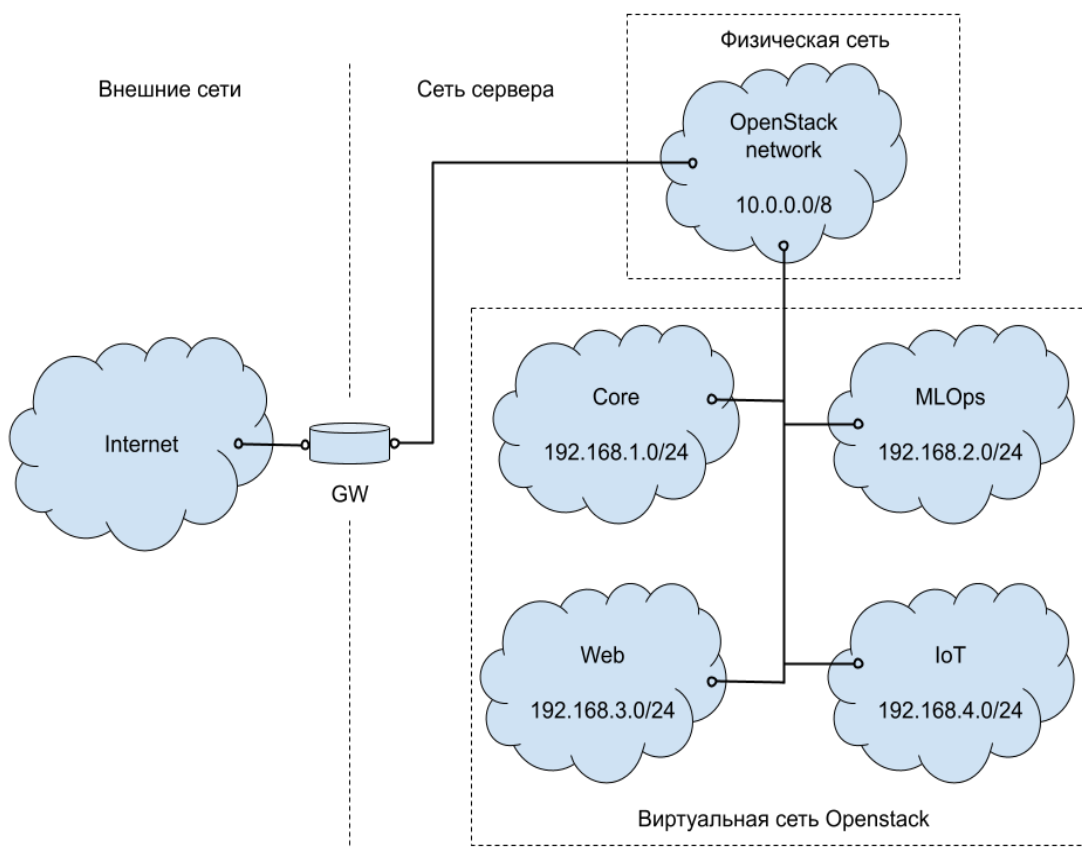 Физическая сеть
Внешние сети
Сеть сервера
OpenStack
network
10.0.0.0/8
Internet
GW
Core
192.168.1.0/24
MLOps
192.168.2.0/24
Web
192.168.3.0/24
IoT
192.168.4.0/24
Виртуальная сеть Openstack